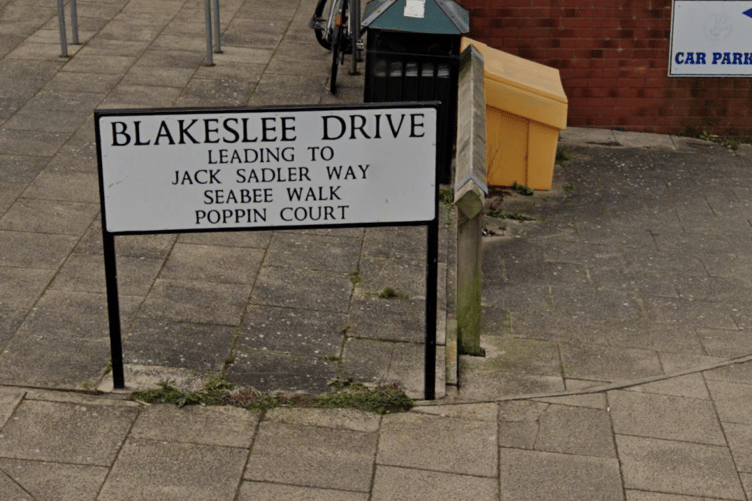 BLAKESLEE DRIVE
LEADING TO
JACK SADLER WAY
SEABEE WALK
POPPIN COURT
CAR PARK